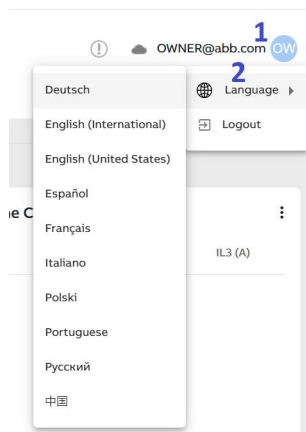 1
OWNER@abb.com OW
2
Language
Logout
Deutsch
English (International)
English (United States)
Español
Français
Italiano
Polski
Portuguese
Русский
中国
e C
IL3 (A)